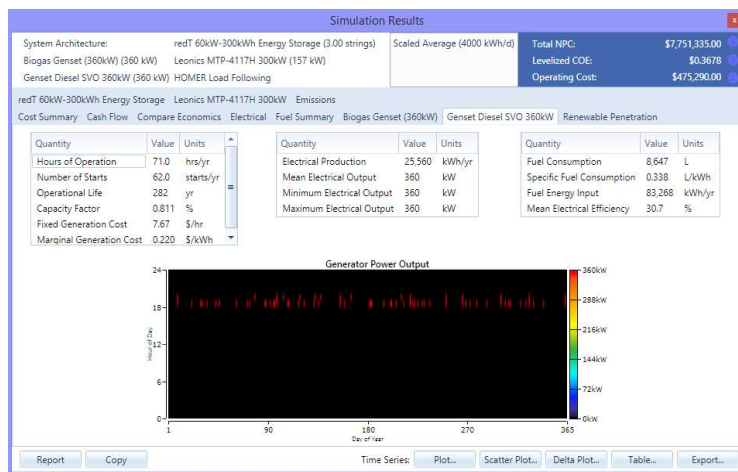 Simulation Results
x
System Architecture: redT 60kW-300kWh Energy Storage (3.00 strings)
Biogas Genset (360kW) (360 kW) Leonics MTP-4117H 300kW (157 kW)
Genset Diesel SVO 360kW (360 kW) HOMER Load Following
Scaled Average (4000 kWh/d)
Total NPC: $7,751,335.00
Levelized COE: $0.3678
Operating Cost: $475,290.00
redT 60kW-300kWh Energy Storage Leonics MTP-4117H 300kW Emissions
Cost Summary Cash Flow Compare Economics Electrical Fuel Summary Biogas Genset (360kW) Genset Diesel SVO 360kW Renewable Penetration
Quantity Value Units
Hours of Operation 71.0 hrs/yr
Number of Starts 62.0 starts/yr
Operational Life 282 yr
Capacity Factor 0.811 %
Fixed Generation Cost 7.67 $/hr
Marginal Generation Cost 0.220 $/kWh
Quantity Value Units
Electrical Production 25,560 kWh/yr
Mean Electrical Output 360 kW
Minimum Electrical Output 360 kW
Maximum Electrical Output 360 kW
Quantity Value Units
Fuel Consumption 8,647 L
Specific Fuel Consumption 0.338 L/kWh
Fuel Energy Input 83,268 kWh/yr
Mean Electrical Efficiency 30.7 %
Generator Power Output
Hour of Day
24
18
12
6
0
1 90 180 270 365
Day of Year
360kW
288kW
216kW
144kW
72kW
0kW
Report Copy Time Series: Plot... Scatter Plot... Delta Plot... Table... Export...